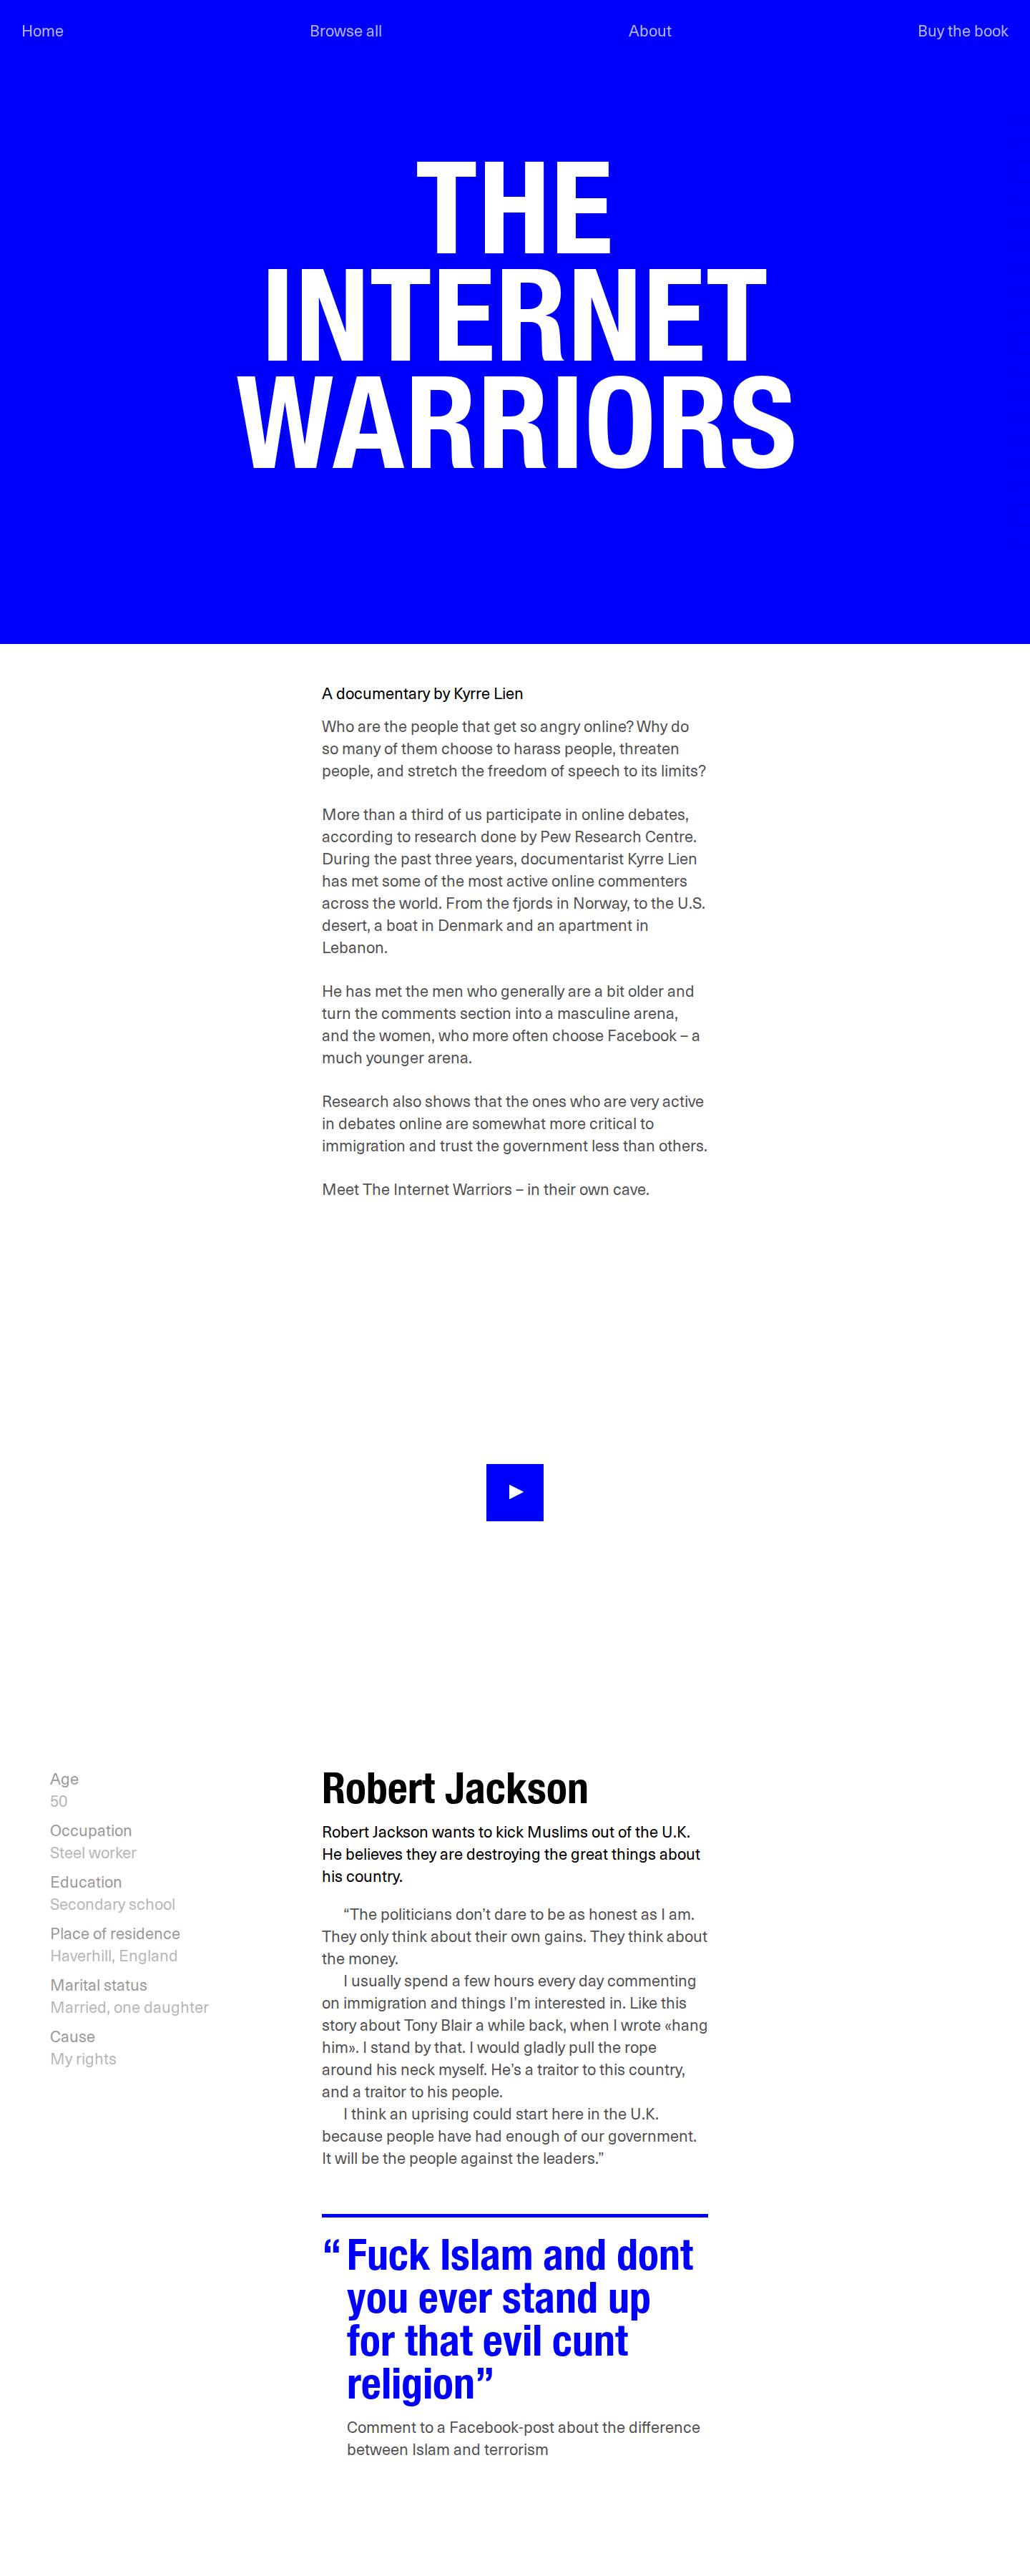 Home
Browse all
About
Buy the book
THE
INTERNET
WARRIORS
A documentary by Kyrre Lien
Who are the people that get so angry online? Why do
so many of them choose to harass people, threaten
people, and stretch the freedom of speech to its limits?
More than a third of us participate in online debates,
according to research done by Pew Research Centre.
During the past three years, documentarist Kyrre Lien
has met some of the most active online commenters
across the world. From the fjords in Norway, to the U.S.
desert, a boat in Denmark and an apartment in
Lebanon.
He has met the men who generally are a bit older and
turn the comments section into a masculine arena,
and the women, who more often choose Facebook – a
much younger arena.
Research also shows that the ones who are very active
in debates online are somewhat more critical to
immigration and trust the government less than others.
Meet The Internet Warriors – in their own cave.
Age
50
Occupation
Steel worker
Education
Secondary school
Place of residence
Haverhill, England
Marital status
Married, one daughter
Cause
My rights
Robert Jackson
Robert Jackson wants to kick Muslims out of the U.K.
He believes they are destroying the great things about
his country.
“The politicians don’t dare to be as honest as I am.
They only think about their own gains. They think about
the money.
I usually spend a few hours every day commenting
on immigration and things I’m interested in. Like this
story about Tony Blair a while back, when I wrote «hang
him». I stand by that. I would gladly pull the rope
around his neck myself. He’s a traitor to this country,
and a traitor to his people.
I think an uprising could start here in the U.K.
because people have had enough of our government.
It will be the people against the leaders.”
“Fuck Islam and dont
you ever stand up
for that evil cunt
religion”
Comment to a Facebook-post about the difference
between Islam and terrorism